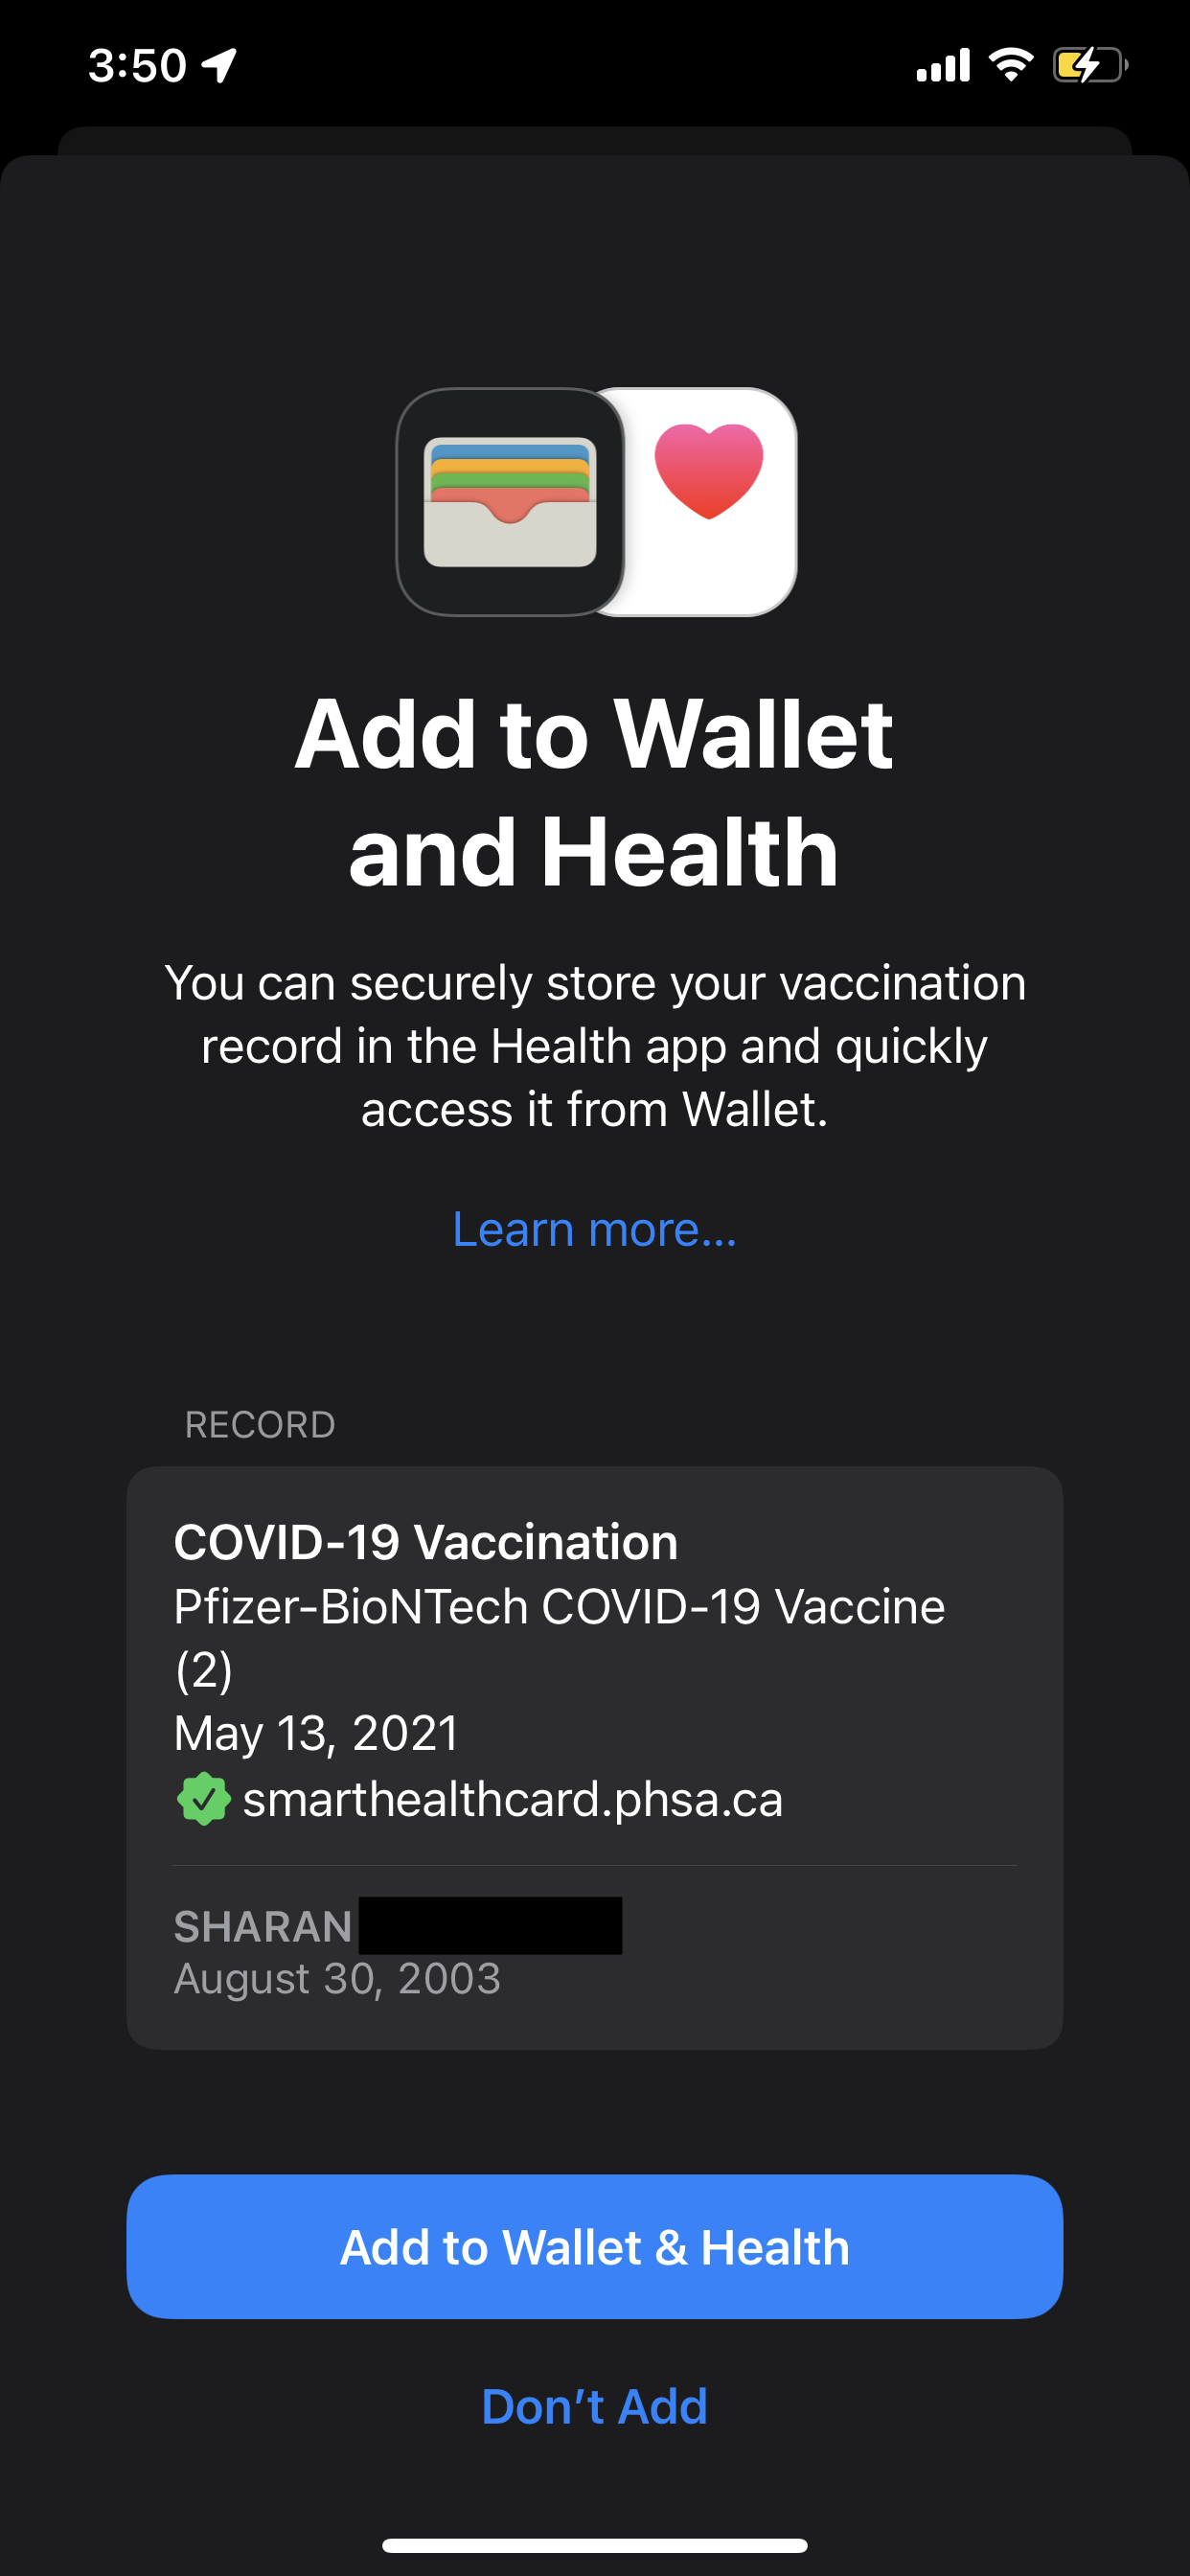 3:50
Add to Wallet
and Health
You can securely store your vaccination
record in the Health app and quickly
access it from Wallet.
Learn more...
RECORD
COVID-19 Vaccination
Pfizer-BioNTech COVID-19 Vaccine
(2)
May 13, 2021
smarthealthcard.phsa.ca
SHARAN
August 30, 2003
Add to Wallet & Health
Don’t Add